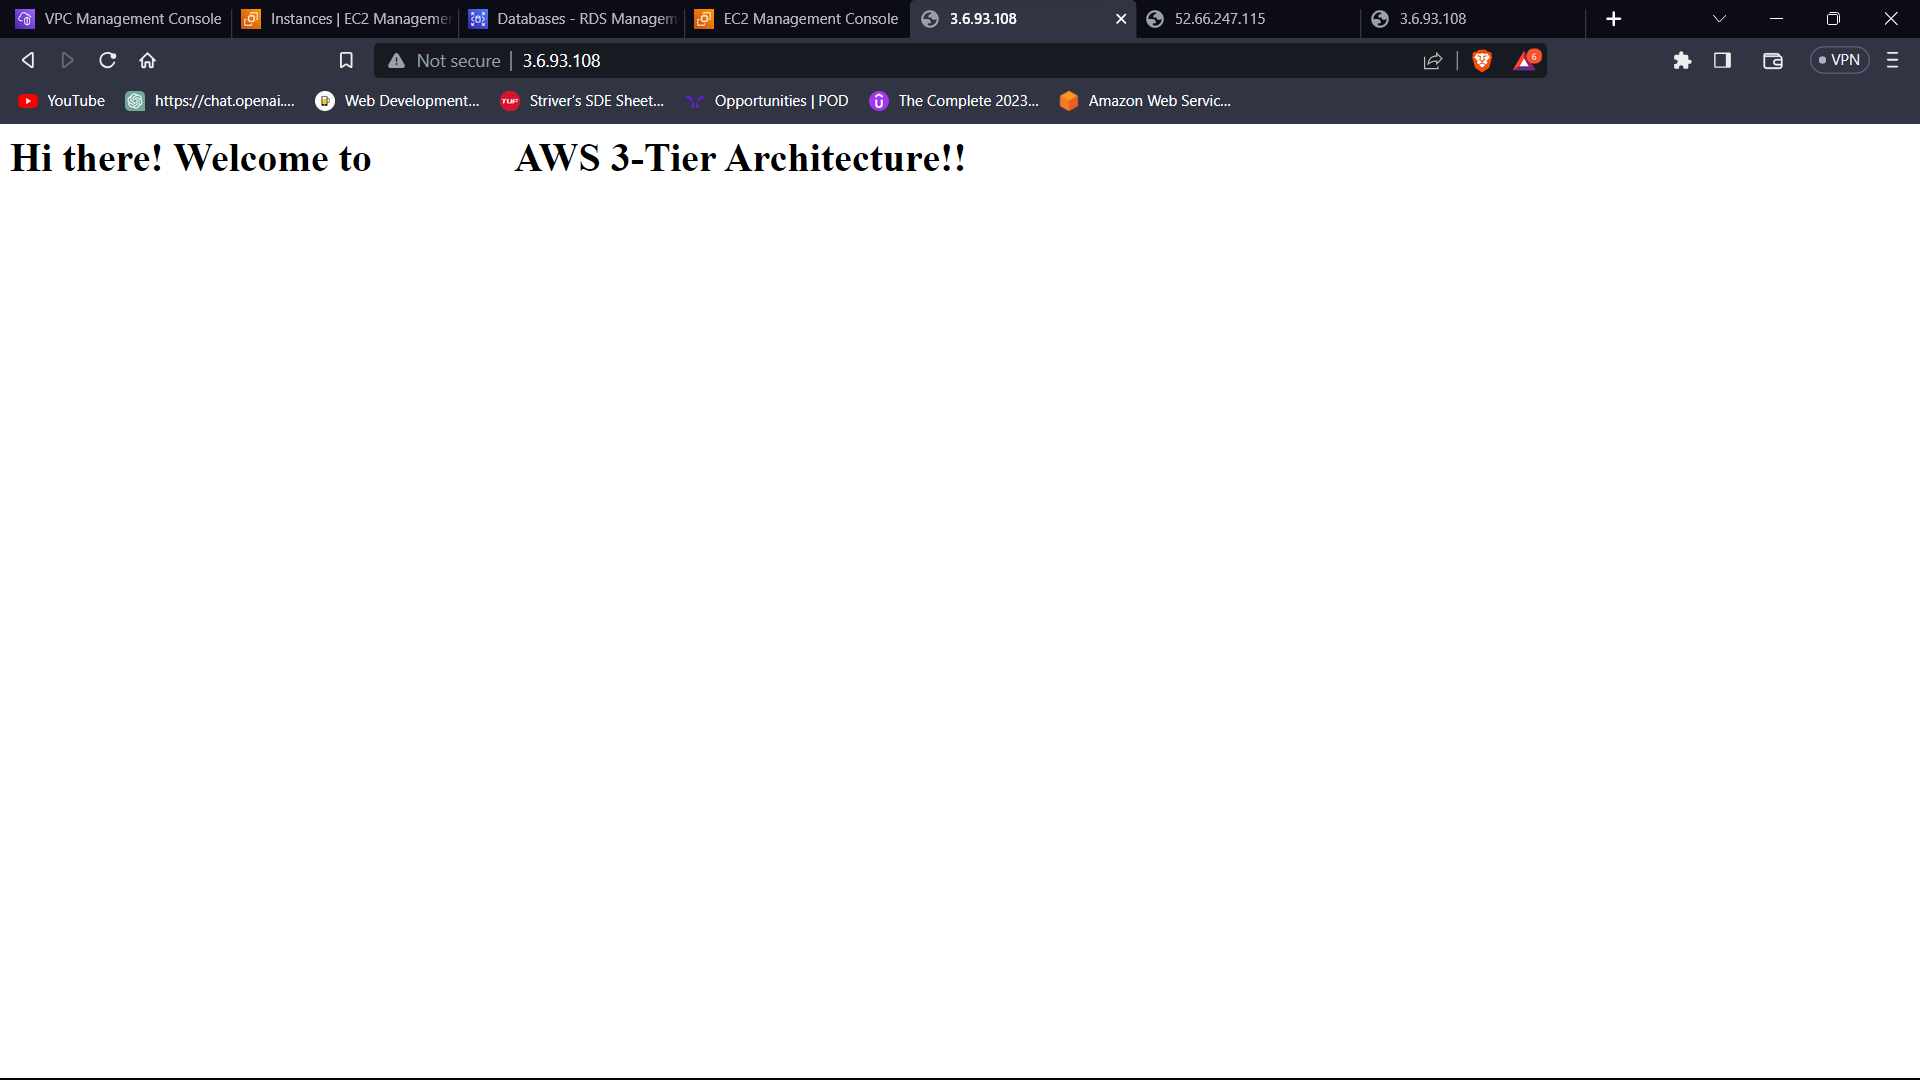 VPC Management Console
Instances | EC2 Manageme
Databases - RDS Managem
EC2 Management Console
3.6.93.108
52.66.247.115
3.6.93.108
Not secure
3.6.93.108
6
VPN
YouTube
https://chat.openai....
Web Development...
TUF
Striver's SDE Sheet...
Opportunities | POD
The Complete 2023...
Amazon Web Servic...
Hi there! Welcome to AWS 3-Tier Architecture!!